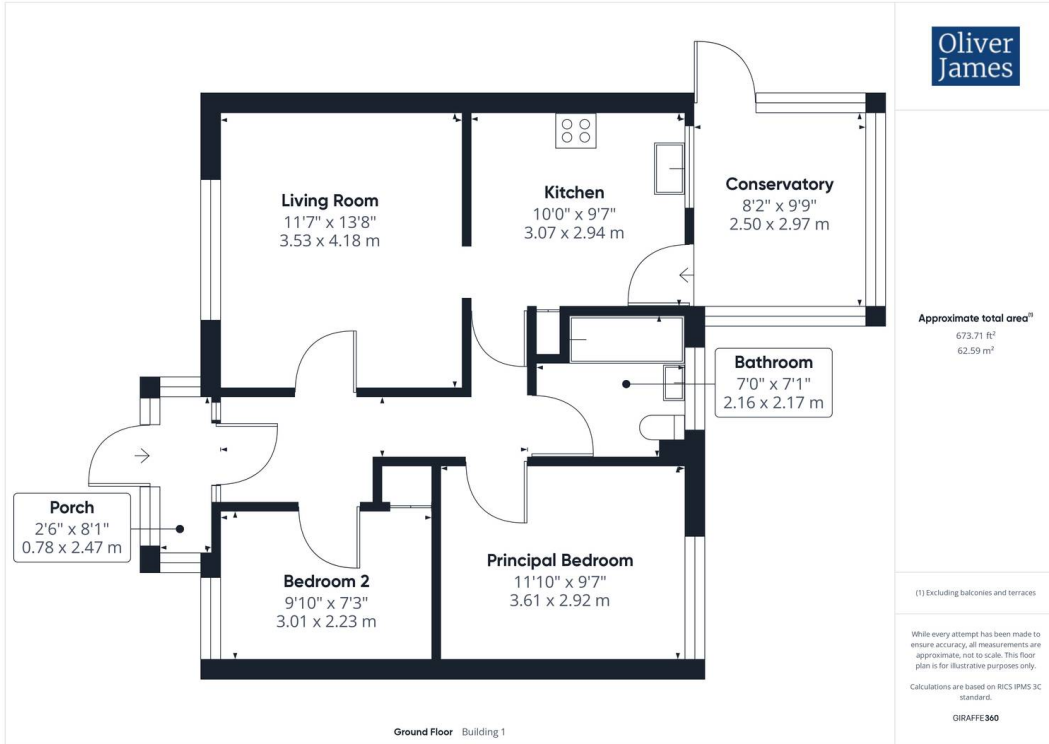 Oliver
James
Living Room
11'7" x 13'8"
3.53 x 4.18 m
Kitchen
10'0" x 9'7"
3.07 x 2.94 m
Conservatory
8'2" x 9'9"
2.50 x 2.97 m
Bathroom
7'0" x 7'1"
2.16 x 2.17 m
Porch
2'6" x 8'1"
0.78 x 2.47 m
Bedroom 2
9'10" x 7'3"
3.01 x 2.23 m
Principal Bedroom
11'10" x 9'7"
3.61 x 2.92 m
Ground Floor Building 1
Approximate total area⁽¹⁾
673.71 ft²
62.59 m²
(1) Excluding balconies and terraces
While every attempt has been made to
ensure accuracy, all measurements are
approximate, not to scale. This floor
plan is for illustrative purposes only.
Calculations are based on RICS IPMS 3C
standard.
GIRAFFE360